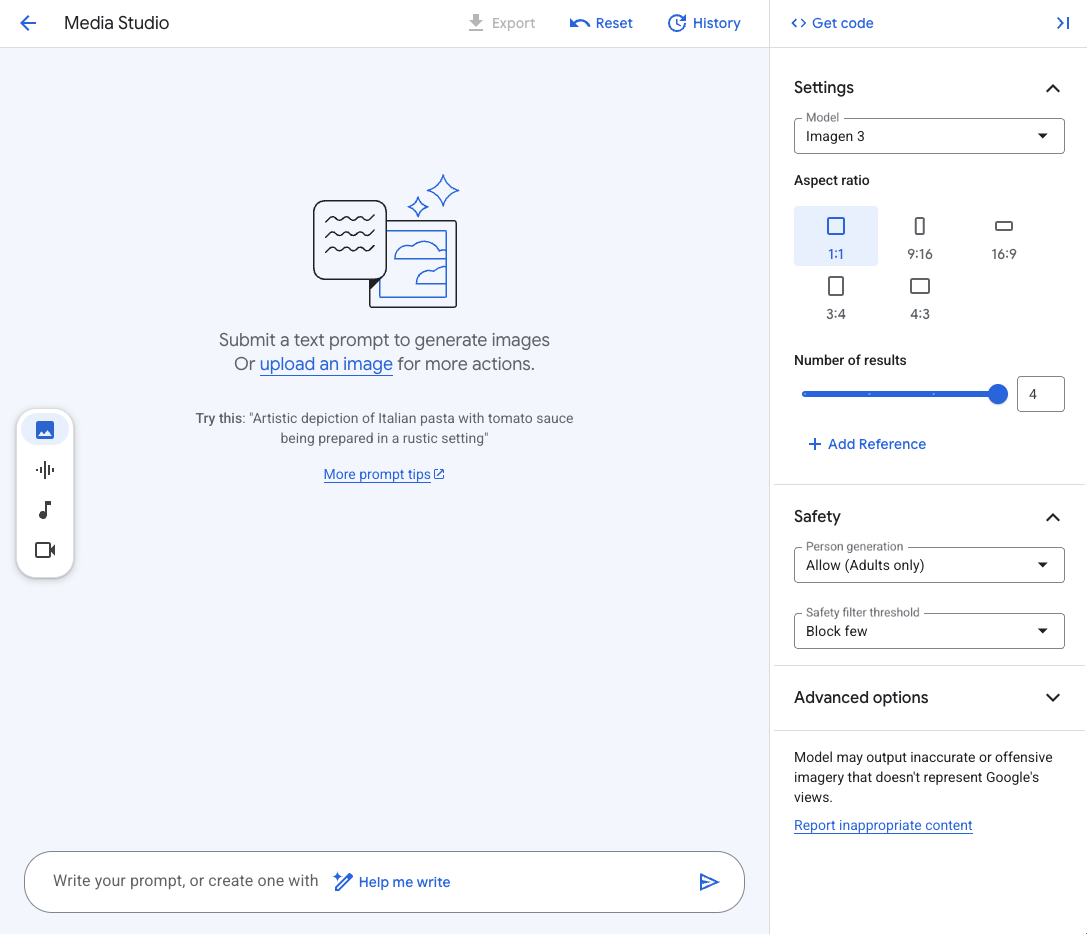 Media Studio
Export
Reset
History
Get code
Settings
Model
Imagen 3
Aspect ratio
1:1
9:16
16:9
3:4
4:3
Number of results
4
Add Reference
Safety
Person generation
Allow (Adults only)
Safety filter threshold
Block few
Advanced options
Model may output inaccurate or offensive
imagery that doesn't represent Google's
views.
Report inappropriate content
Submit a text prompt to generate images
Or upload an image for more actions.
Try this: "Artistic depiction of Italian pasta with tomato sauce
being prepared in a rustic setting"
More prompt tips
Write your prompt, or create one with Help me write